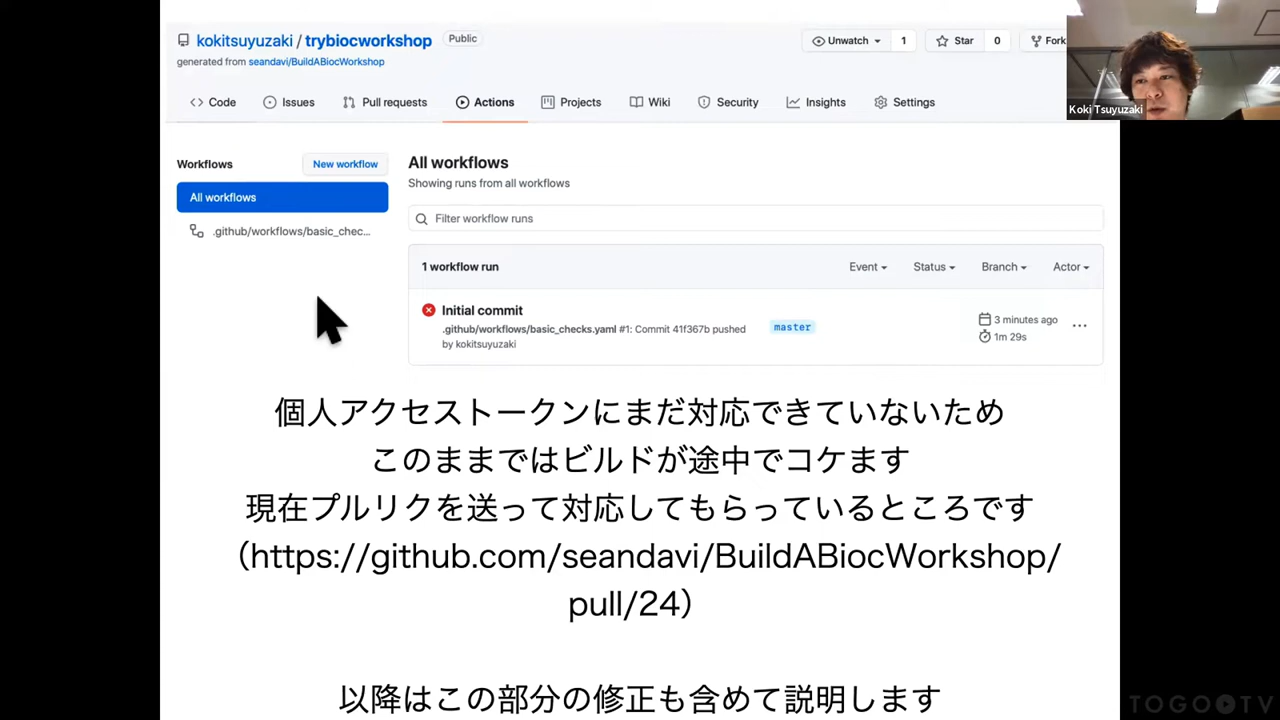 kokitsuyuzaki / trybiocworkshop Public
Unwatch 1 Star 0 Fork
generated from seandavi/BuildABiocWorkshop
Code Issues Pull requests Actions Projects Wiki Security Insights Settings
Koki Tsuyuzaki
Workflows New workflow
All workflows
.github/workflows/basic_chec...
All workflows
Showing runs from all workflows
Filter workflow runs
1 workflow run Event Status Branch Actor
Initial commit
.github/workflows/basic_checks.yaml #1: Commit 41f367b pushed
by kokitsuyuzaki
master
3 minutes ago
1m 29s
個人アクセストークンにまだ対応できていないため
このままではビルドが途中でコケます
現在プルリクを送って対応してもらっているところです
（https://github.com/seandavi/BuildABiocWorkshop/
pull/24）
以降はこの部分の修正も含めて説明します
TOGOTV